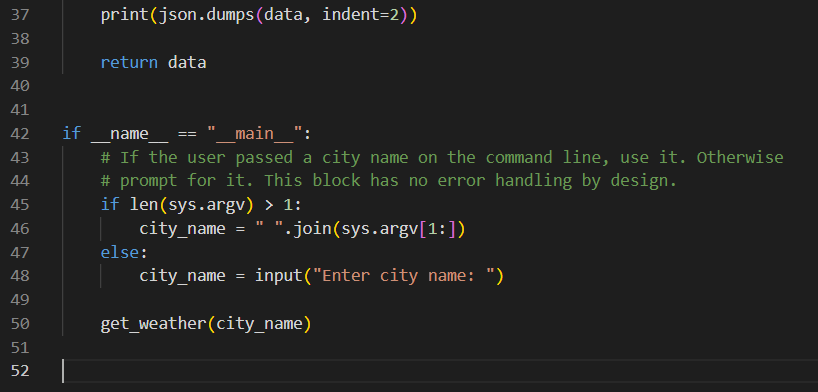 37 print(json.dumps(data, indent=2))
38
39 return data
40
41
42 if __name__ == "__main__":
43 # If the user passed a city name on the command line, use it. Otherwise
44 # prompt for it. This block has no error handling by design.
45 if len(sys.argv) > 1:
46 city_name = " ".join(sys.argv[1:])
47 else:
48 city_name = input("Enter city name: ")
49
50 get_weather(city_name)
51
52